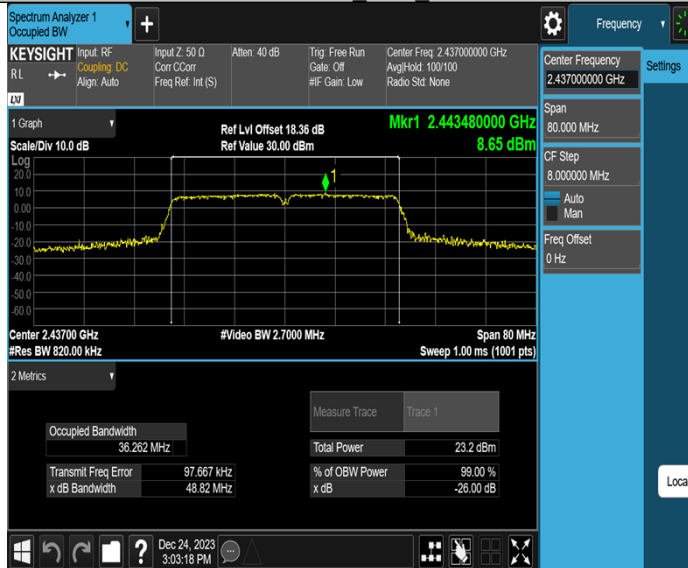 Spectrum Analyzer 1
Occupied BW
Frequency
KEYSIGHT
RL
LXI
Input: RF
Coupling: DC
Align: Auto
Input Z: 50 Ω
Corr CCorr
Freq Ref: Int (S)
Atten: 40 dB
Trig: Free Run
Gate: Off
#IF Gain: Low
Center Freq: 2.437000000 GHz
Avg|Hold: 100/100
Radio Std: None
Center Frequency
2.437000000 GHz
Settings
Span
80.000 MHz
CF Step
8.000000 MHz
Auto
Man
Freq Offset
0 Hz
1 Graph
Scale/Div 10.0 dB
Ref Lvl Offset 18.36 dB
Ref Value 30.00 dBm
Mkr1 2.443480000 GHz
8.65 dBm
Log
20.0
10.0
0.00
-10.0
-20.0
-30.0
-40.0
-50.0
-60.0
1
Center 2.43700 GHz
#Video BW 2.7000 MHz
Span 80 MHz
#Res BW 820.00 kHz
Sweep 1.00 ms (1001 pts)
2 Metrics
Measure Trace
Trace 1
Occupied Bandwidth
36.262 MHz
Total Power
23.2 dBm
Transmit Freq Error
97.667 kHz
% of OBW Power
99.00 %
x dB Bandwidth
48.82 MHz
x dB
-26.00 dB
Loca
Dec 24, 2023
3:03:18 PM